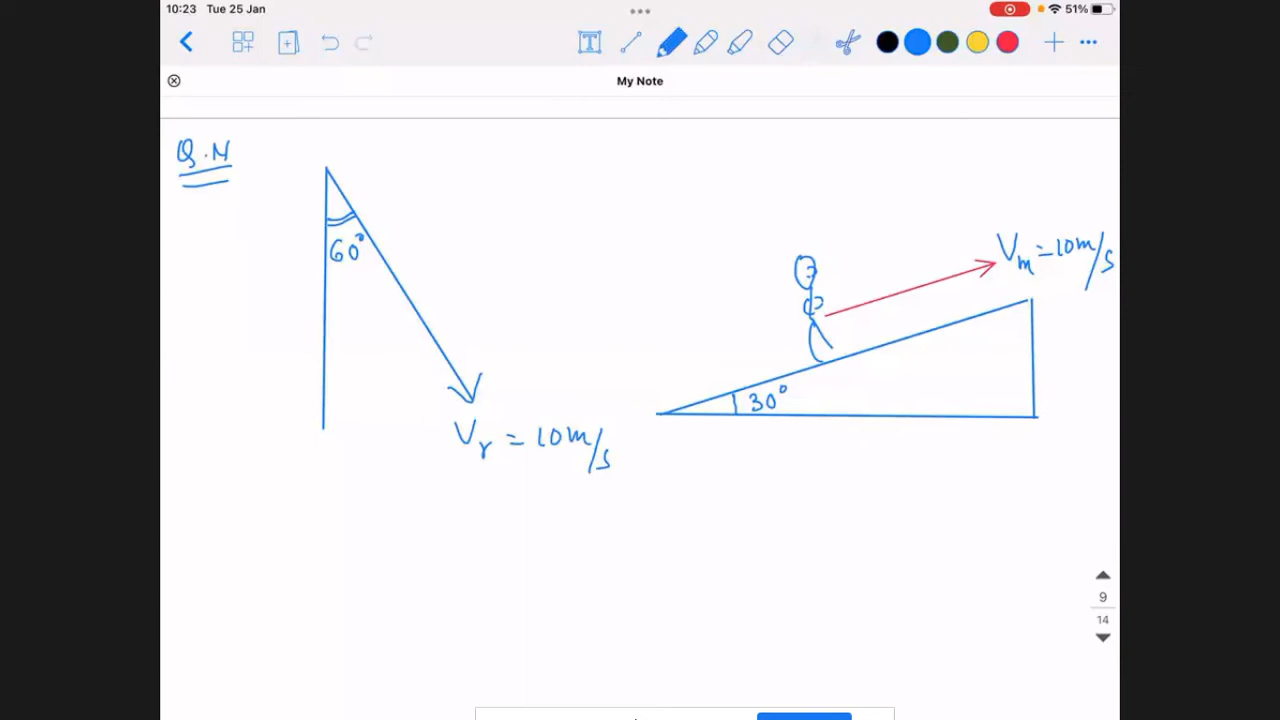 10:23 Tue 25 Jan
51%
T
My Note
Q.N
60°
Vr = 10m/s
Vm = 10m/s
30°
9
14